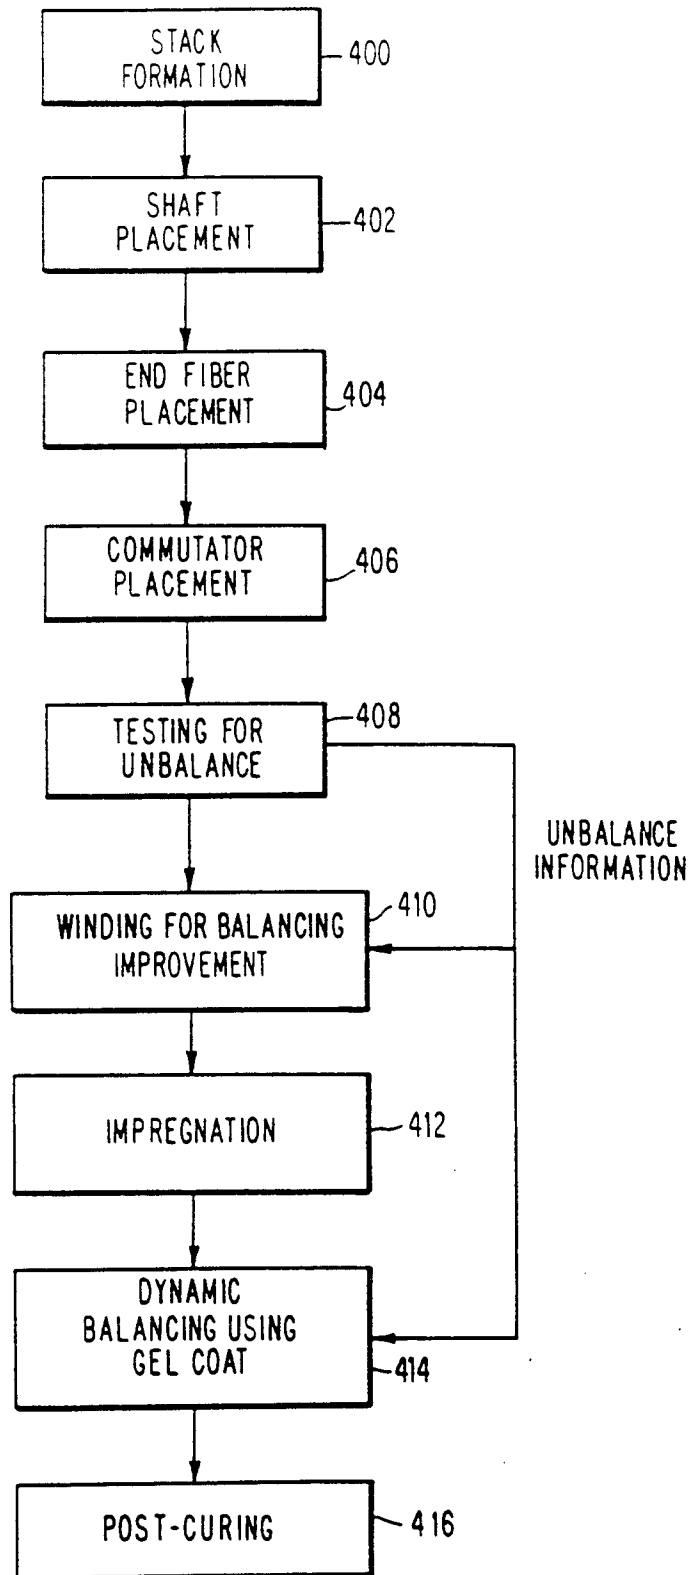 STACK
FORMATION
400
SHAFT
PLACEMENT
402
END FIBER
PLACEMENT
404
COMMUTATOR
PLACEMENT
406
TESTING FOR
UNBALANCE
408
UNBALANCE
INFORMATION
WINDING FOR BALANCING
IMPROVEMENT
410
IMPREGNATION
412
DYNAMIC
BALANCING USING
GEL COAT
414
POST-CURING
416